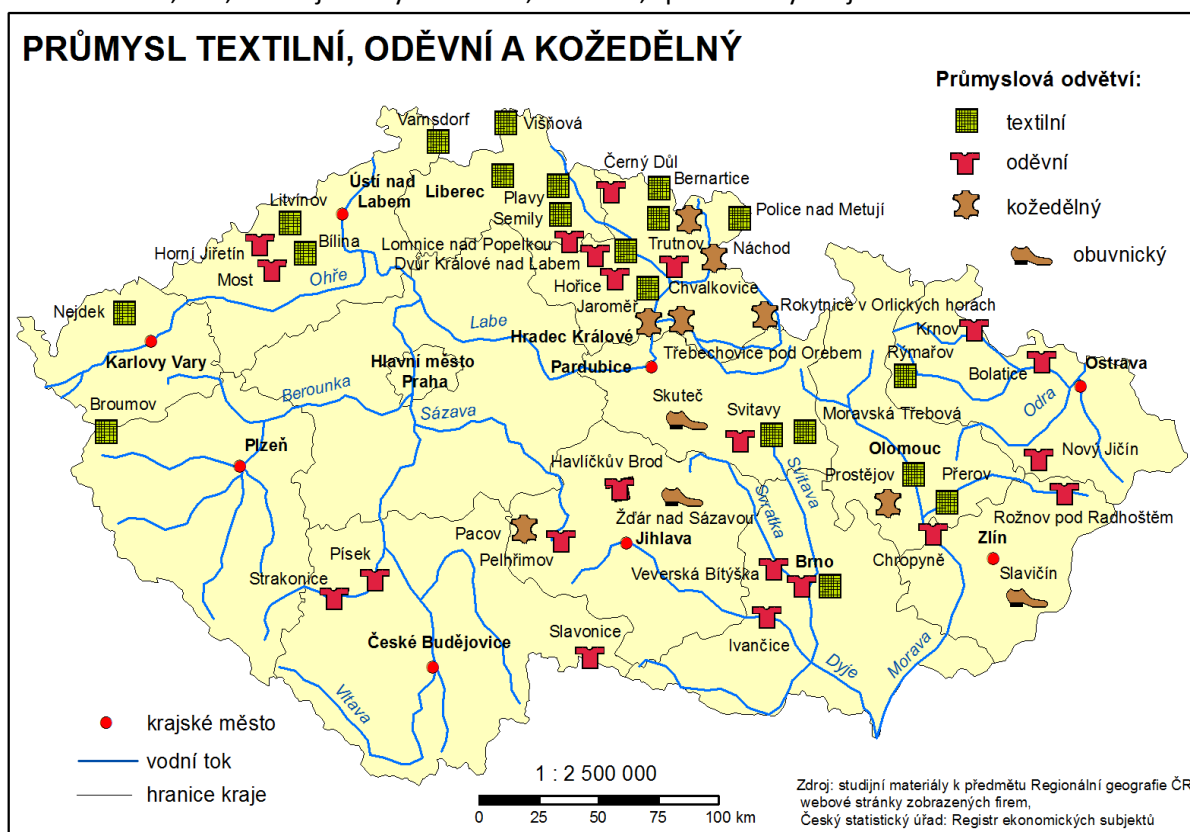 PRŮMYSL TEXTILNÍ, ODĚVNÍ A KOŽEDĚLNÝ
Průmyslová odvětví:
textilní
oděvní
kožedělný
obuvnický
Varnsdorf
Višňová
Černý Důl
Bernartice
Ústí nad
Labem
Liberec
Plavy
Semily
Police nad Metují
Litvínov
Bílina
Horní Jiřetín
Most
Lomnice nad Popelkou
Trutnov
Náchod
Dvůr Králové nad Labem
Ohře
Hořice
Chvalkovice
Jaroměř
Rokytnice v Orlických horách
Nejdek
Labe
Hradec Králové
Krnov
Třebechovice pod Orebem
Rýmařov
Karlovy Vary
Hlavní město
Praha
Pardubice
Bolatice
Ostrava
Berounka
Broumov
Sázava
Skuteč
Svitavy
Moravská Třebová
Odra
Plzeň
Olomouc
Nový Jičín
Havlíčkův Brod
Svitava
Svratka
Prostějov
Přerov
Žďár nad Sázavou
Rožnov pod Radhoštěm
Pacov
Pelhřimov
Jihlava
Zlín
Písek
Chropyně
Brno
Strakonice
Veverská Bítýška
Slavičín
České Budějovice
Slavonice
Ivančice
Morava
Dyje
Vltava
krajské město
vodní tok
hranice kraje
1 : 2 500 000
0 25 50 75 100 km
Zdroj: studijní materiály k předmětu Regionální geografie ČR
webové stránky zobrazených firem,
Český statistický úřad: Registr ekonomických subjektů